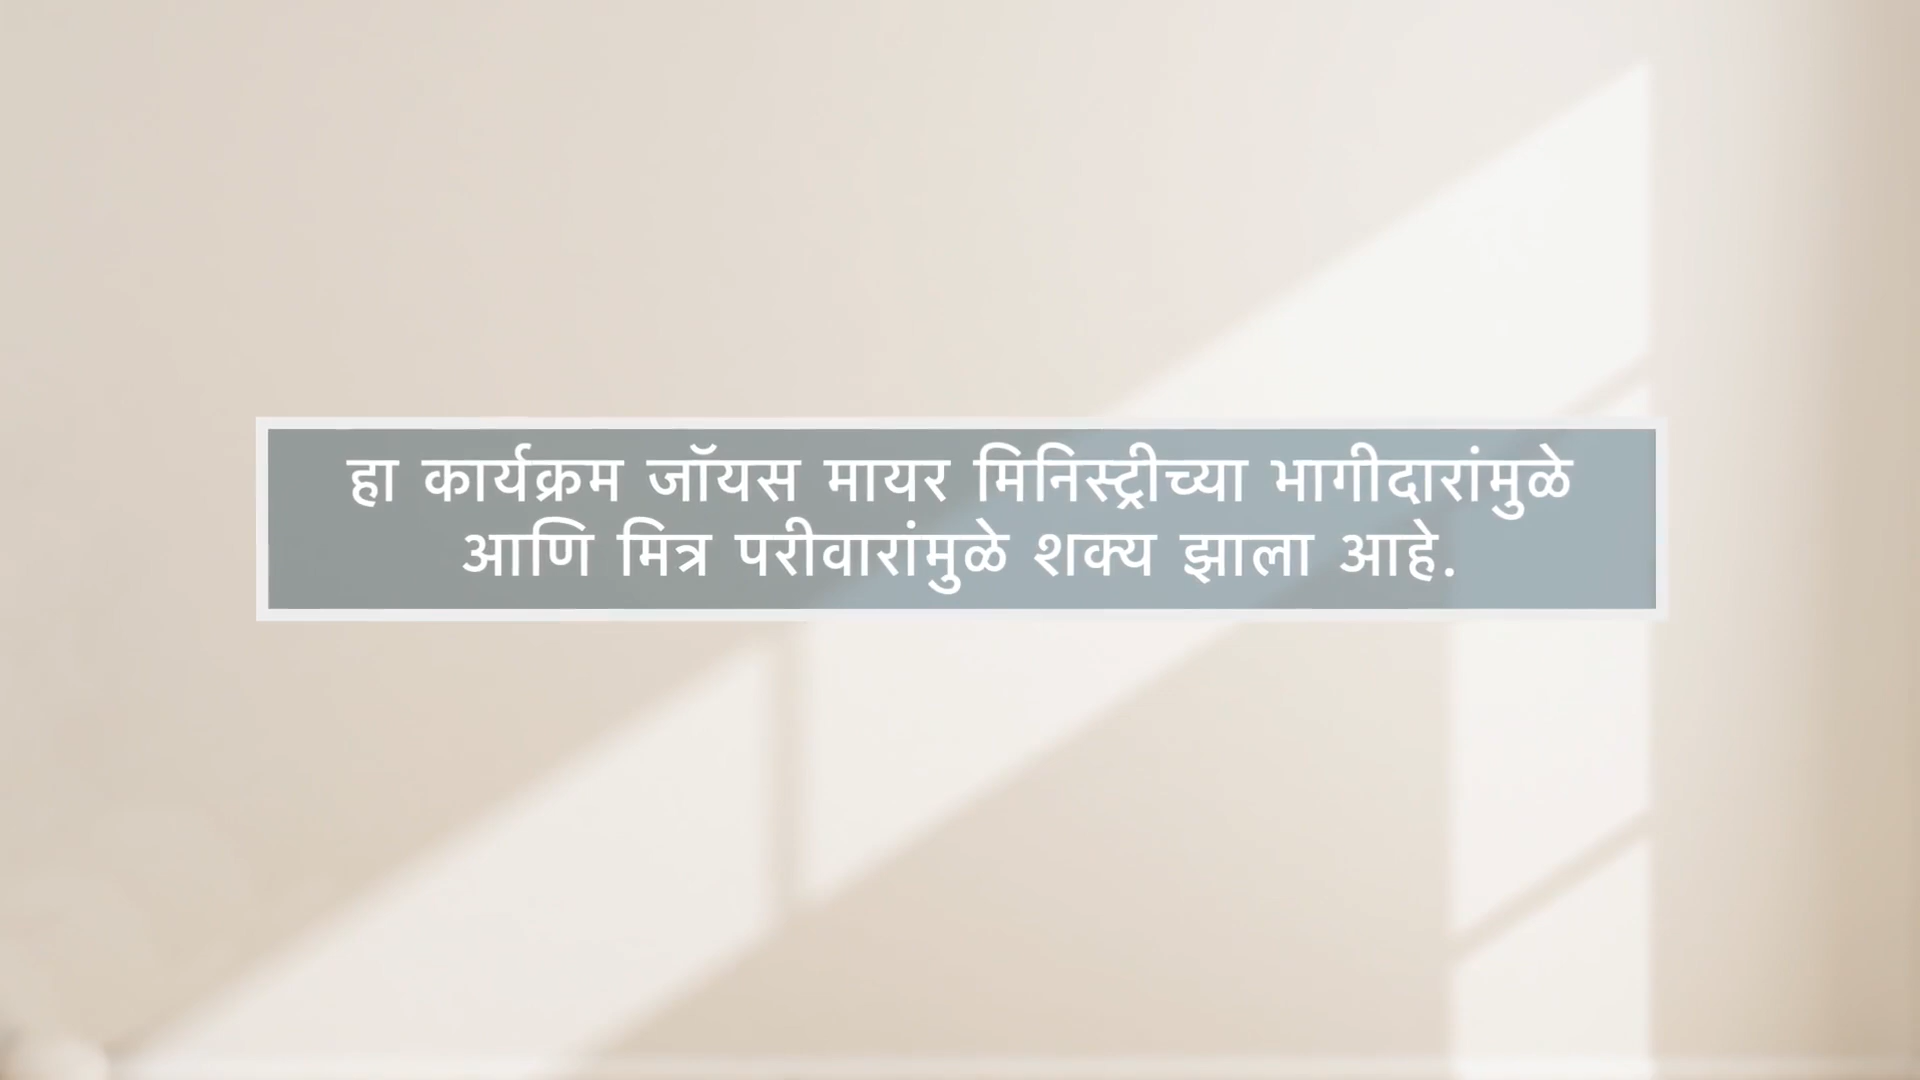 हा कार्यक्रम जॉयस मायर मिनिस्ट्रीच्या भागीदारांमुळे
आणि मित्र परीवारांमुळे शक्य झाला आहे.